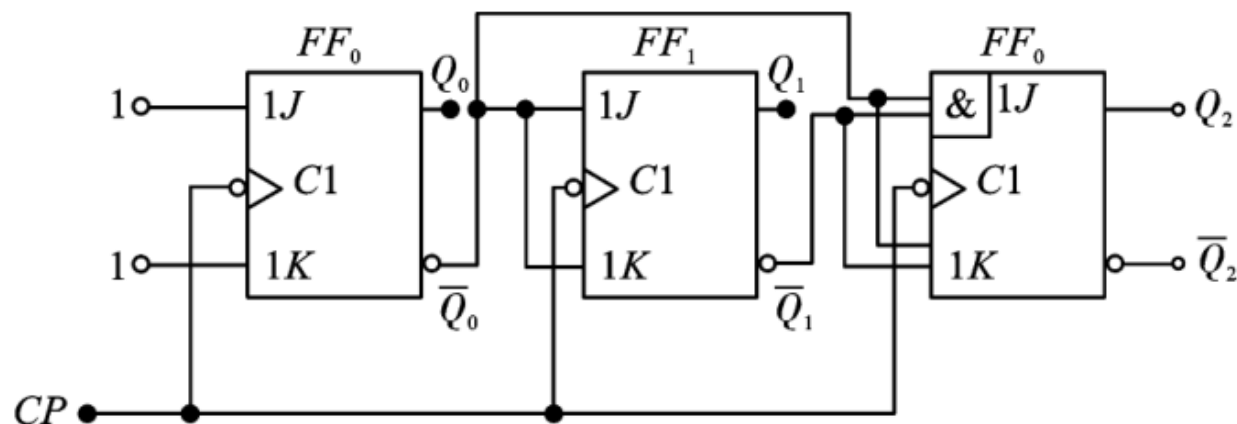 FF₀ FF₁ FF₀
Q₀ Q₁
1 1J 1J & 1J Q₂
C1 C1 C1
1 1K 1K 1K Q̅₂
Q̅₀ Q̅₁
CP